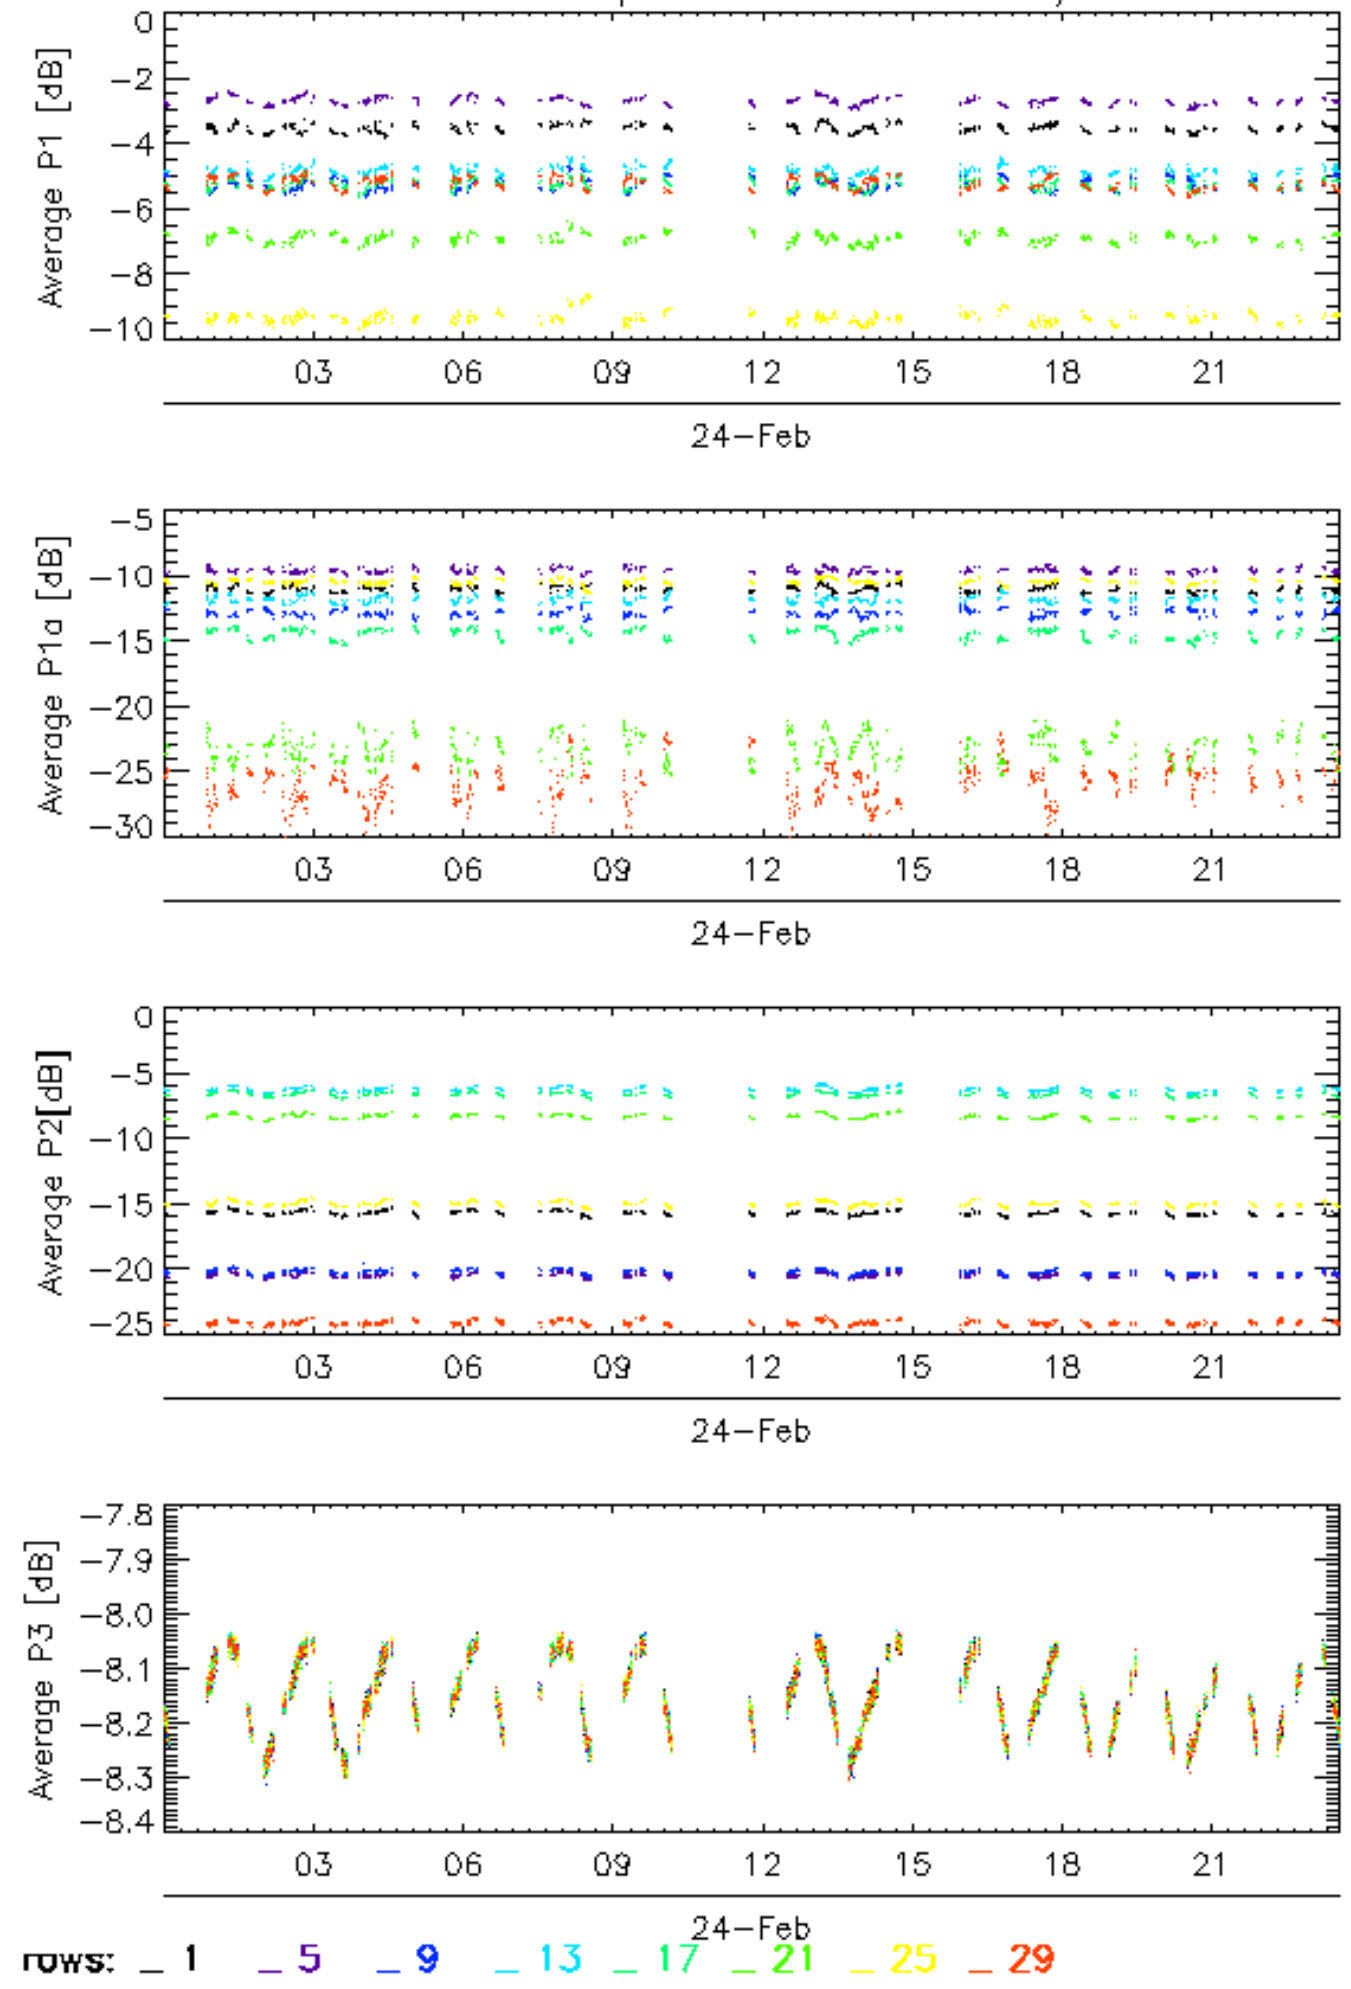 Average P1 [dB]
0
−2
−4
−6
−8
−10
03 06 09 12 15 18 21
24−Feb
Average P1a [dB]
−5
−10
−15
−20
−25
−30
03 06 09 12 15 18 21
24−Feb
Average P2[dB]
0
−5
−10
−15
−20
−25
03 06 09 12 15 18 21
24−Feb
Average P3 [dB]
−7.8
−7.9
−8.0
−8.1
−8.2
−8.3
−8.4
03 06 09 12 15 18 21
24−Feb
rows: _ 1 _ 5 _ 9 _ 13 _ 17 _ 21 _ 25 _ 29